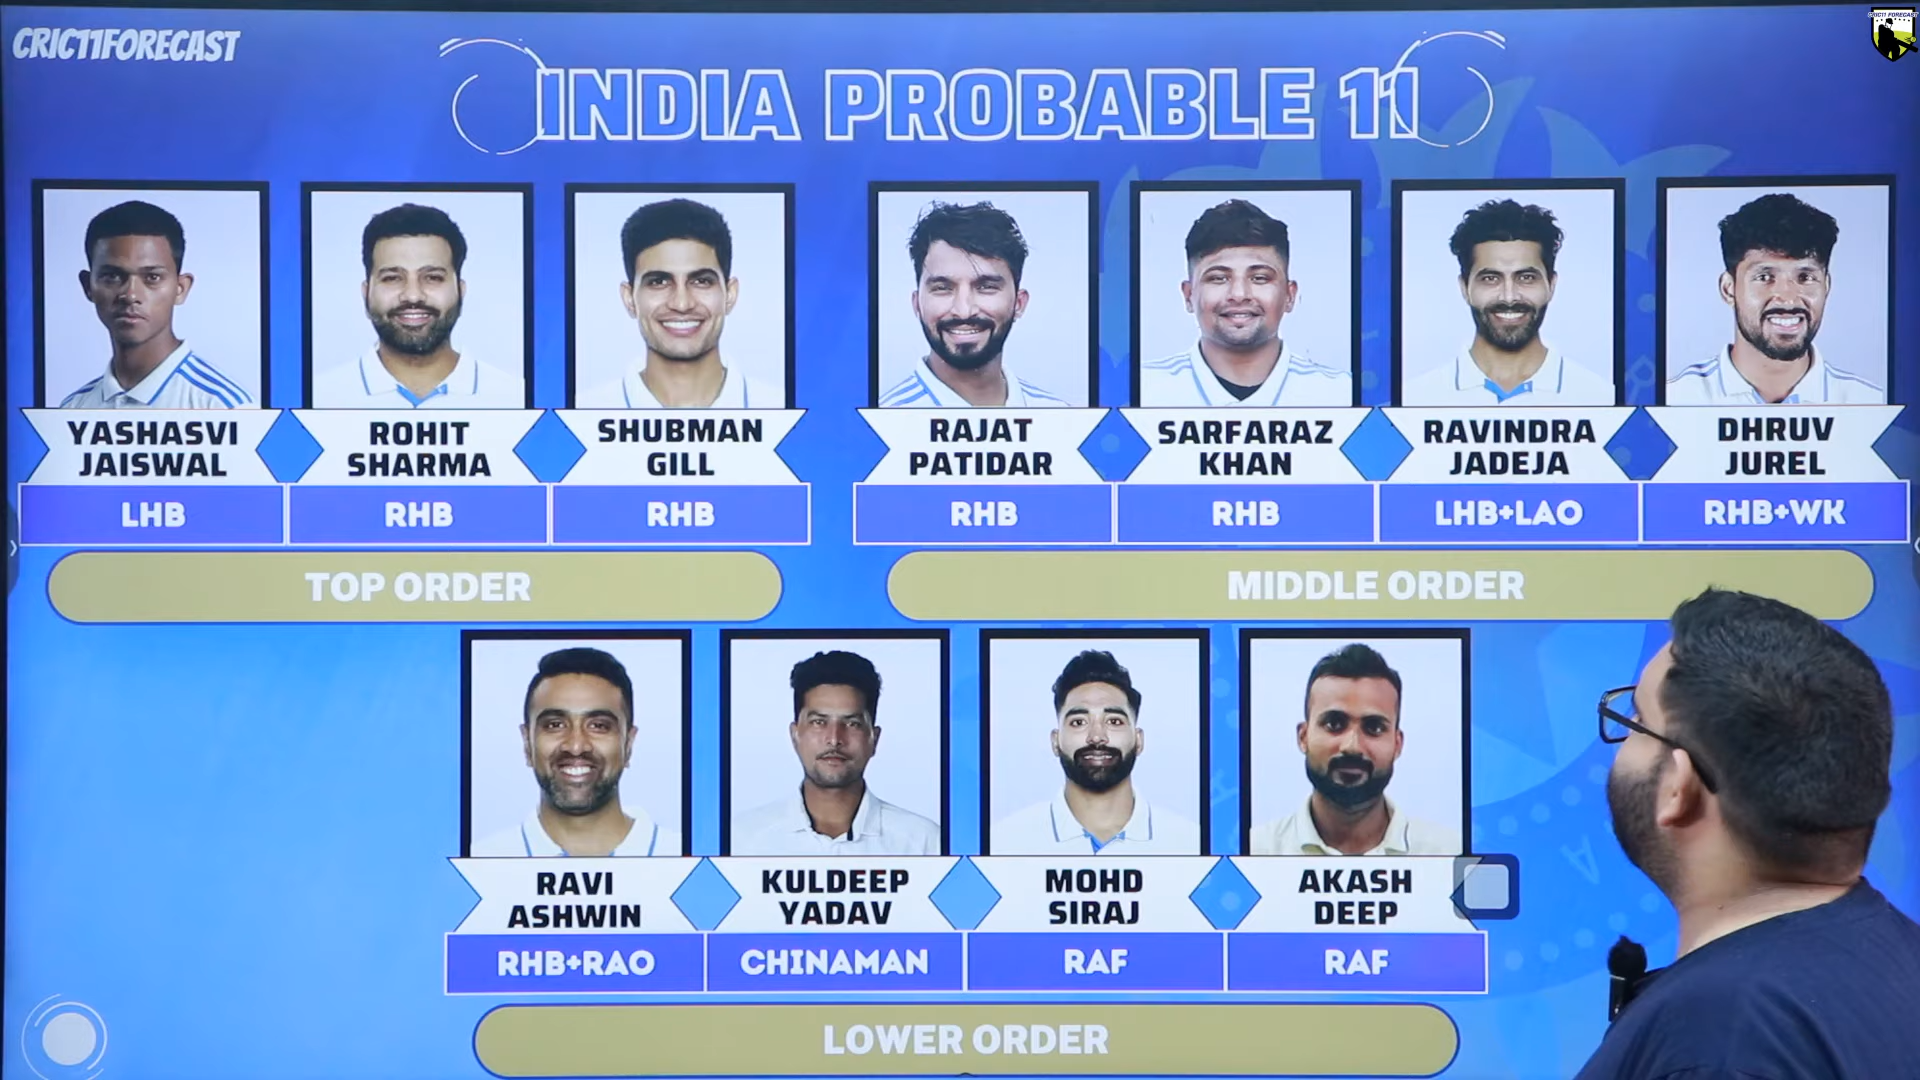 CRIC11FORECAST
CRIC11 FORECAST
INDIA PROBABLE 11
YASHASVI
JAISWAL
LHB
ROHIT
SHARMA
RHB
SHUBMAN
GILL
RHB
RAJAT
PATIDAR
RHB
SARFARAZ
KHAN
RHB
RAVINDRA
JADEJA
LHB+LAO
DHRUV
JUREL
RHB+WK
TOP ORDER
MIDDLE ORDER
RAVI
ASHWIN
RHB+RAO
KULDEEP
YADAV
CHINAMAN
MOHD
SIRAJ
RAF
AKASH
DEEP
RAF
LOWER ORDER